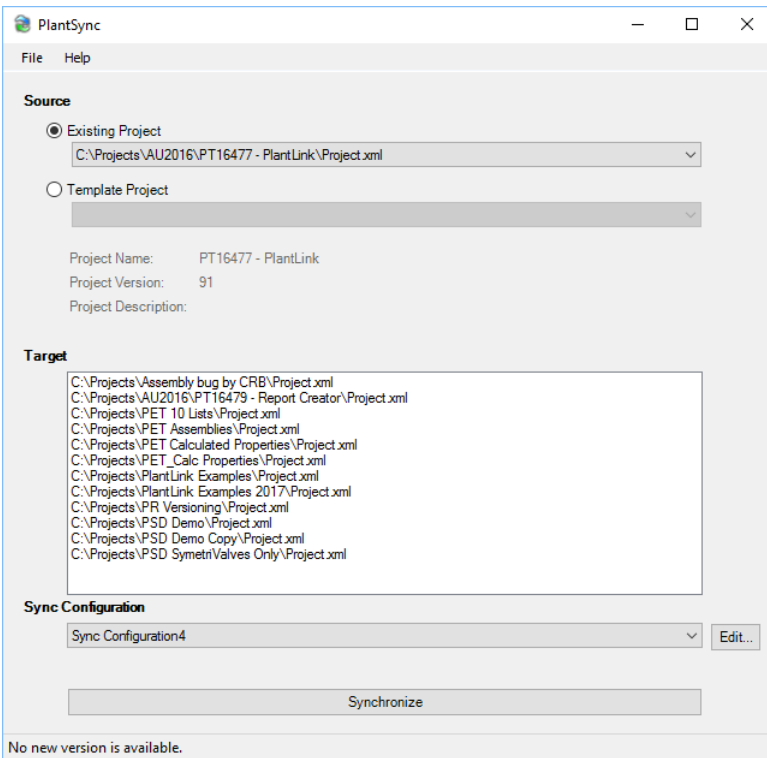 PlantSync
File Help
Source
Existing Project
C:\Projects\AU2016\PT16477 - PlantLink\Project.xml
Template Project
Project Name: PT16477 - PlantLink
Project Version: 91
Project Description:
Target
C:\Projects\Assembly bug by CRB\Project.xml
C:\Projects\AU2016\PT16479 - Report Creator\Project.xml
C:\Projects\PET 10 Lists\Project.xml
C:\Projects\PET Assemblies\Project.xml
C:\Projects\PET Calculated Properties\Project.xml
C:\Projects\PET_Calc Properties\Project.xml
C:\Projects\PlantLink Examples\Project.xml
C:\Projects\PlantLink Examples 2017\Project.xml
C:\Projects\PR Versioning\Project.xml
C:\Projects\PSD Demo\Project.xml
C:\Projects\PSD Demo Copy\Project.xml
C:\Projects\PSD SymetriValves Only\Project.xml
Sync Configuration
Sync Configuration4 Edit...
Synchronize
No new version is available.